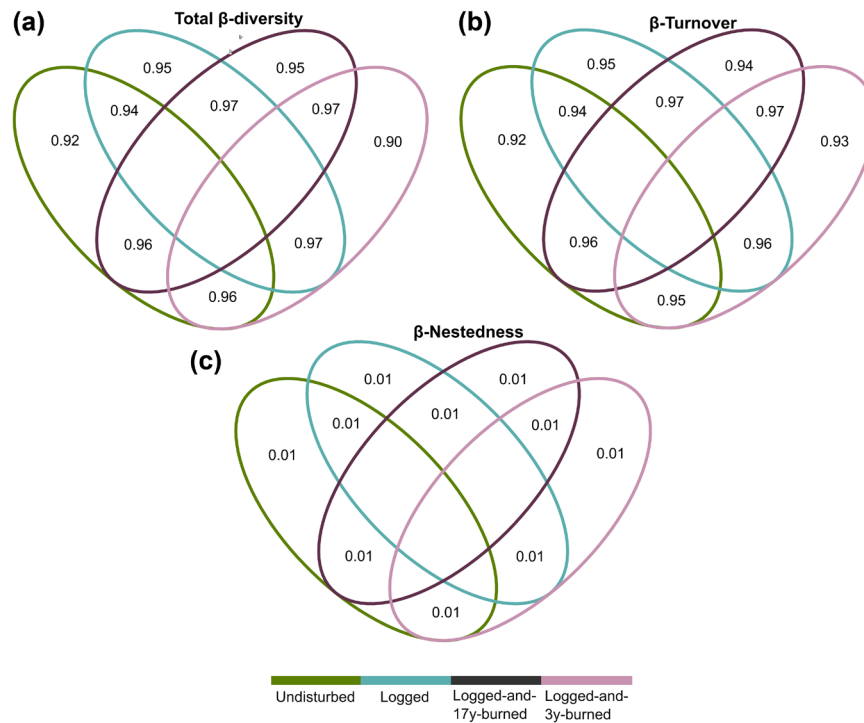 (a)
Total β-diversity
0.95
0.95
0.94
0.97
0.97
0.92
0.90
0.96
0.97
0.96
(b)
β-Turnover
0.95
0.94
0.94
0.97
0.97
0.92
0.93
0.96
0.96
0.95
(c)
β-Nestedness
0.01
0.01
0.01
0.01
0.01
0.01
0.01
0.01
0.01
0.01
Undisturbed
Logged
Logged-and-
17y-burned
Logged-and-
3y-burned